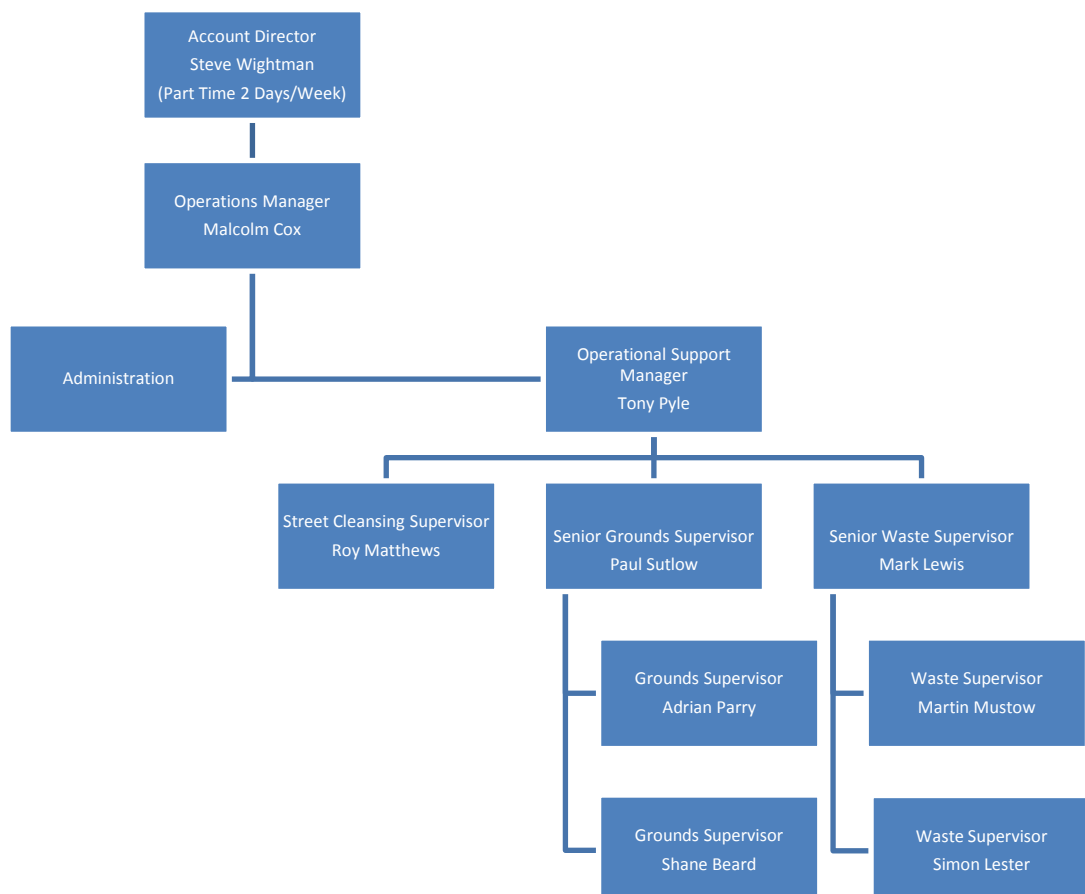 Account Director
Steve Wightman
(Part Time 2 Days/Week)
Operations Manager
Malcolm Cox
Administration
Operational Support
Manager
Tony Pyle
Street Cleansing Supervisor
Roy Matthews
Senior Grounds Supervisor
Paul Sutlow
Senior Waste Supervisor
Mark Lewis
Grounds Supervisor
Adrian Parry
Waste Supervisor
Martin Mustow
Grounds Supervisor
Shane Beard
Waste Supervisor
Simon Lester